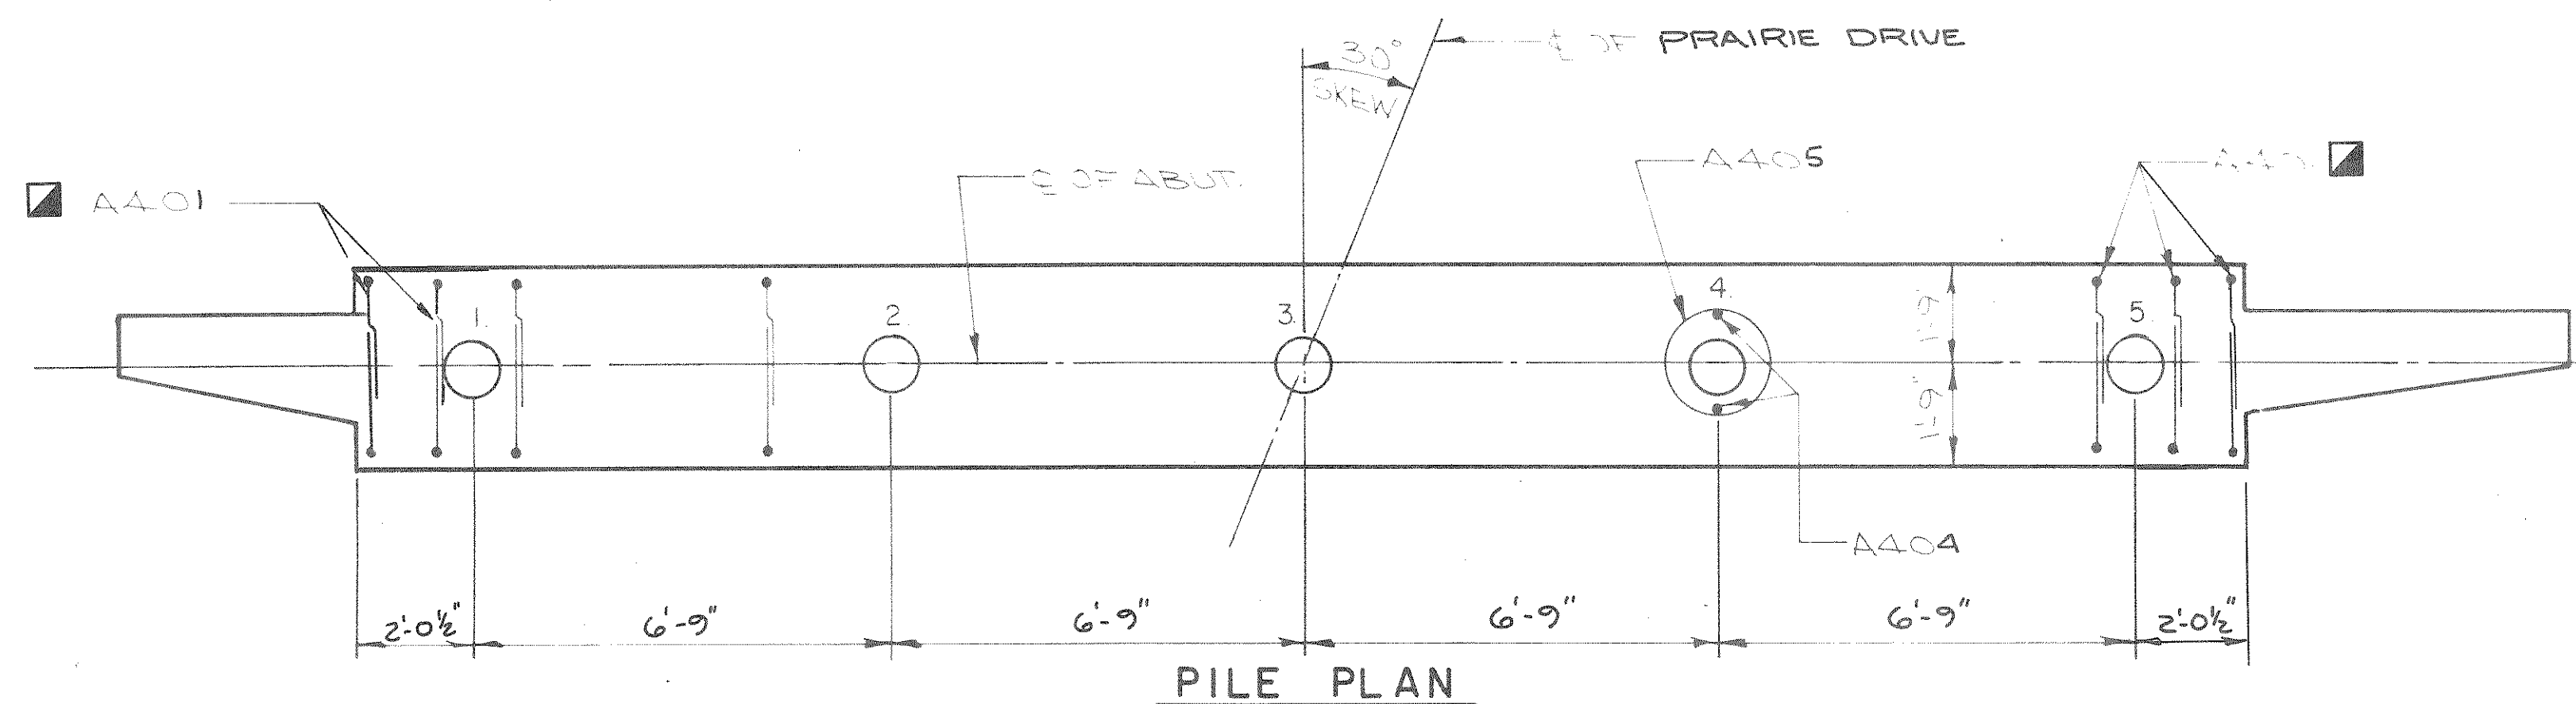 30°
SKEW
℄ OF PRAIRIE DRIVE
A401
℄ OF ABUT.
A405
1.
2.
3.
4.
5.
1'-9"
1'-9"
A404
2'-0½"
6'-9"
6'-9"
6'-9"
6'-9"
2'-0½"
PILE PLAN